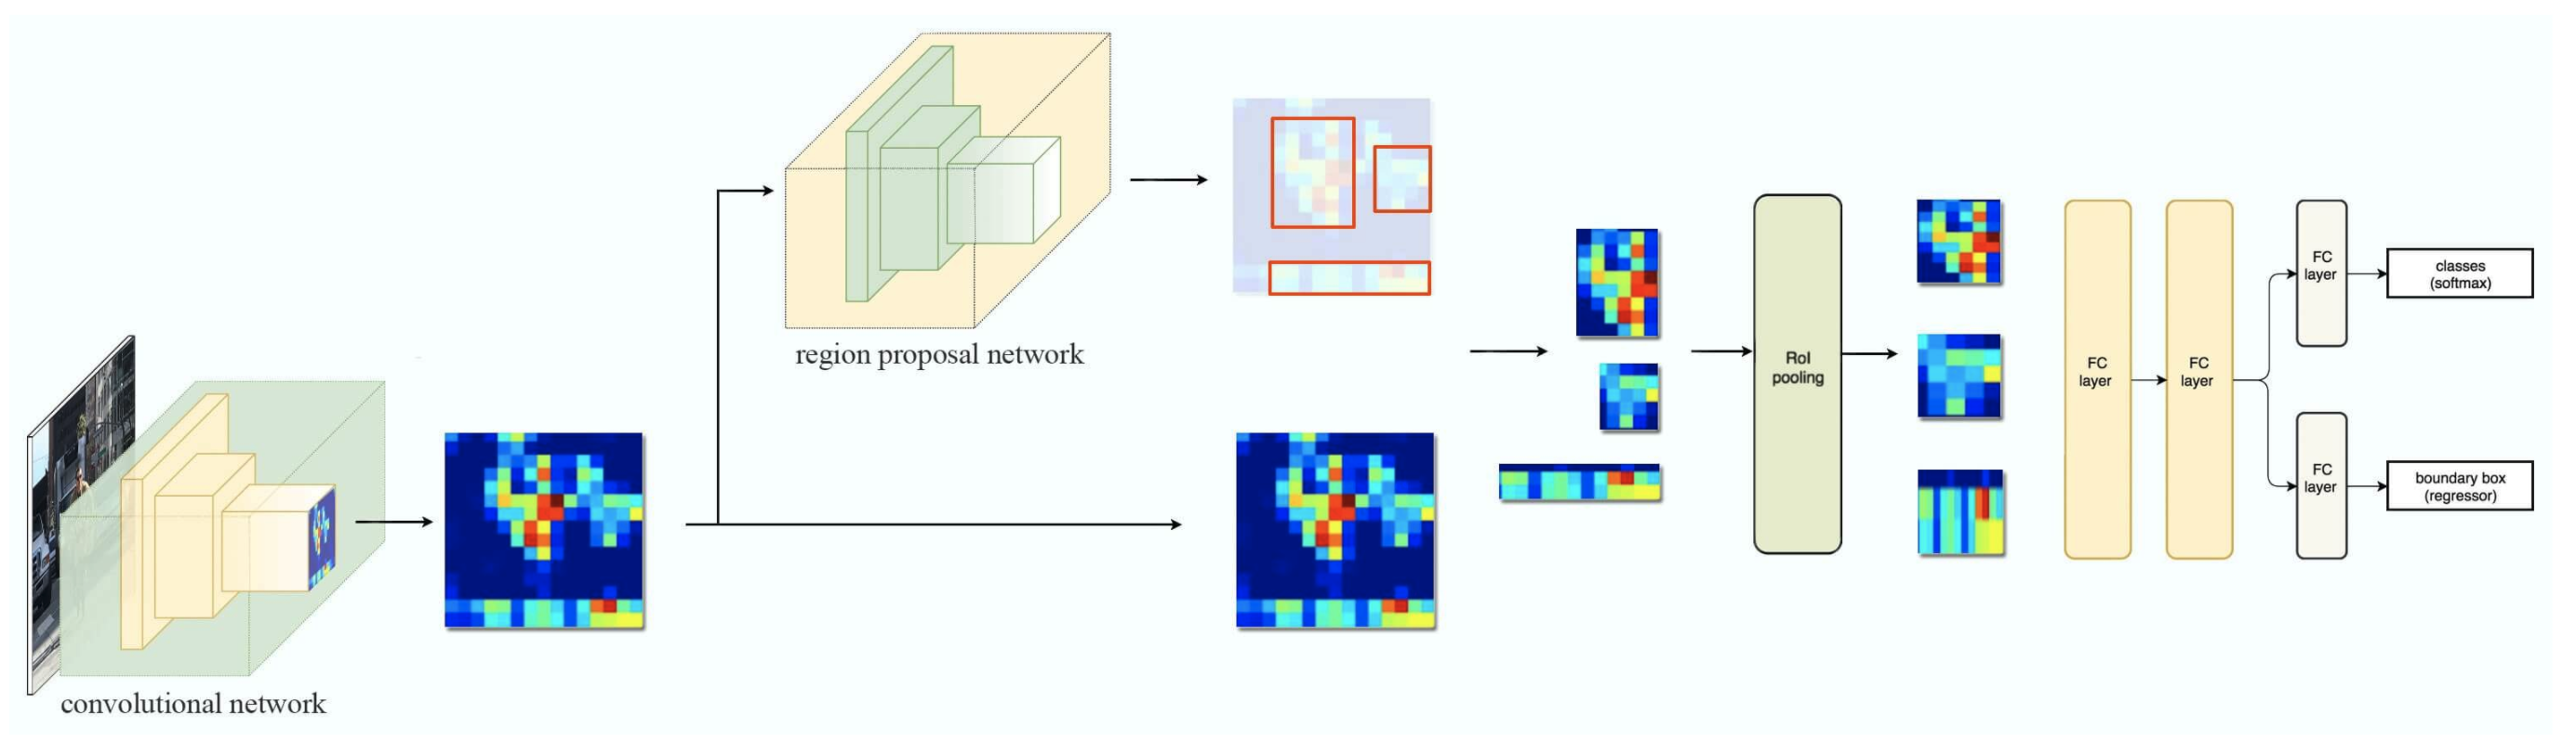 convolutional network
region proposal network
RoI
pooling
FC
layer
FC
layer
FC
layer
classes
(softmax)
FC
layer
boundary box
(regressor)